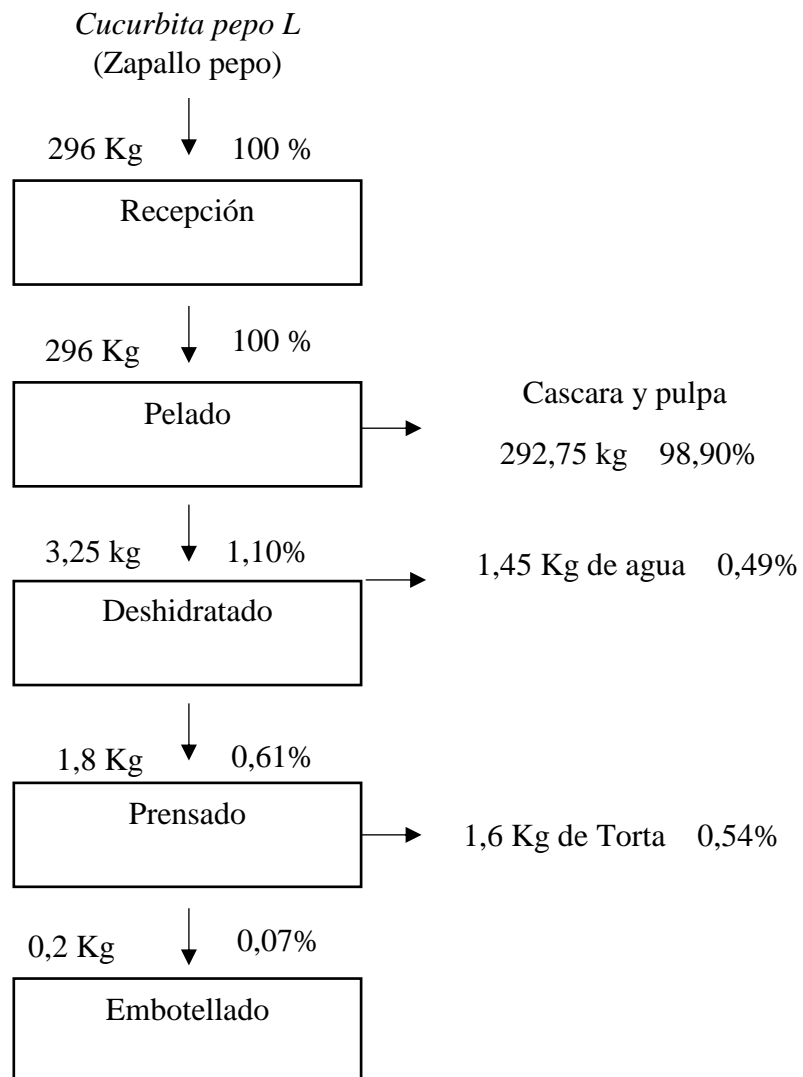 Cucurbita pepo L
(Zapallo pepo)
296 Kg 100 %
Recepción
296 Kg 100 %
Pelado
Cascara y pulpa
292,75 kg 98,90%
3,25 kg 1,10%
Deshidratado
1,45 Kg de agua 0,49%
1,8 Kg 0,61%
Prensado
1,6 Kg de Torta 0,54%
0,2 Kg 0,07%
Embotellado